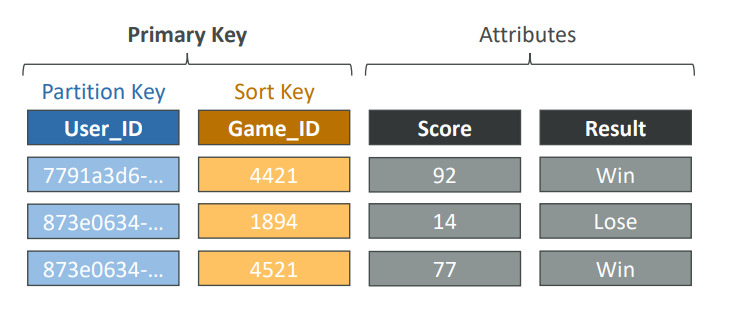 Primary Key Attributes
Partition Key Sort Key
User_ID Game_ID Score Result
7791a3d6-... 4421 92 Win
873e0634-... 1894 14 Lose
873e0634-... 4521 77 Win